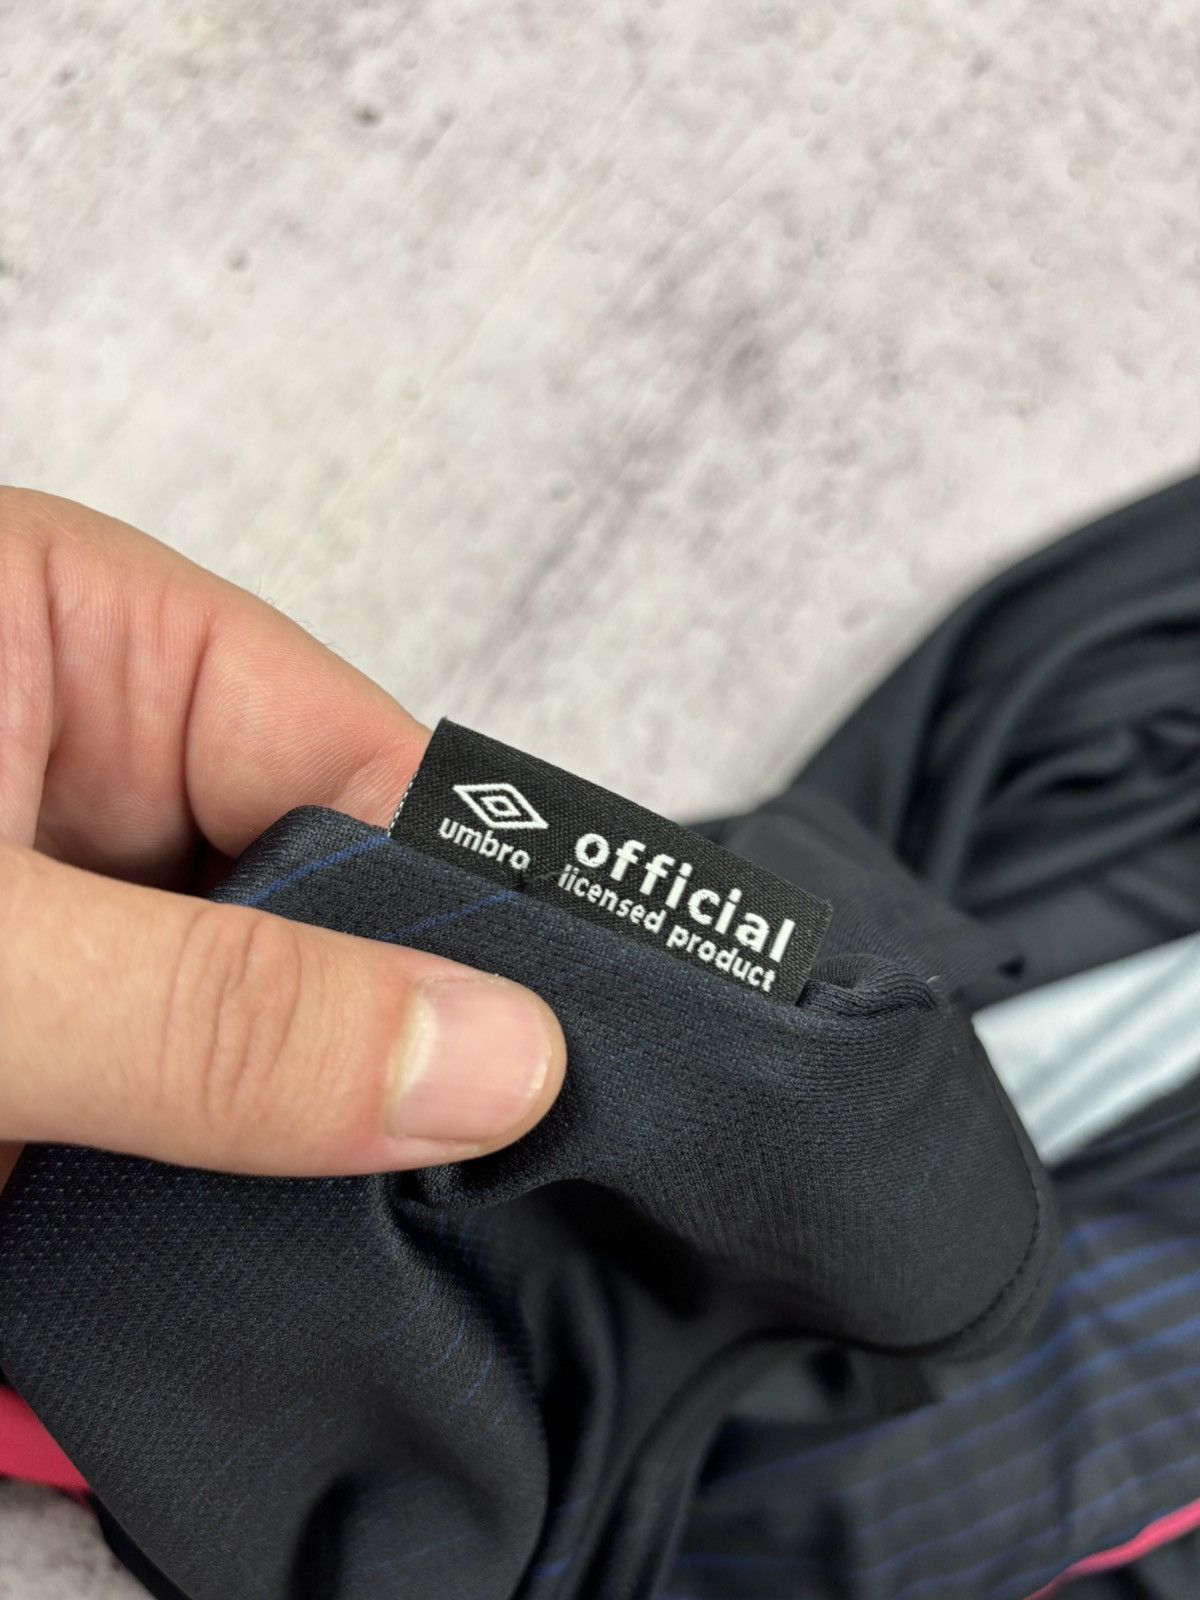 umbro
official
licensed product